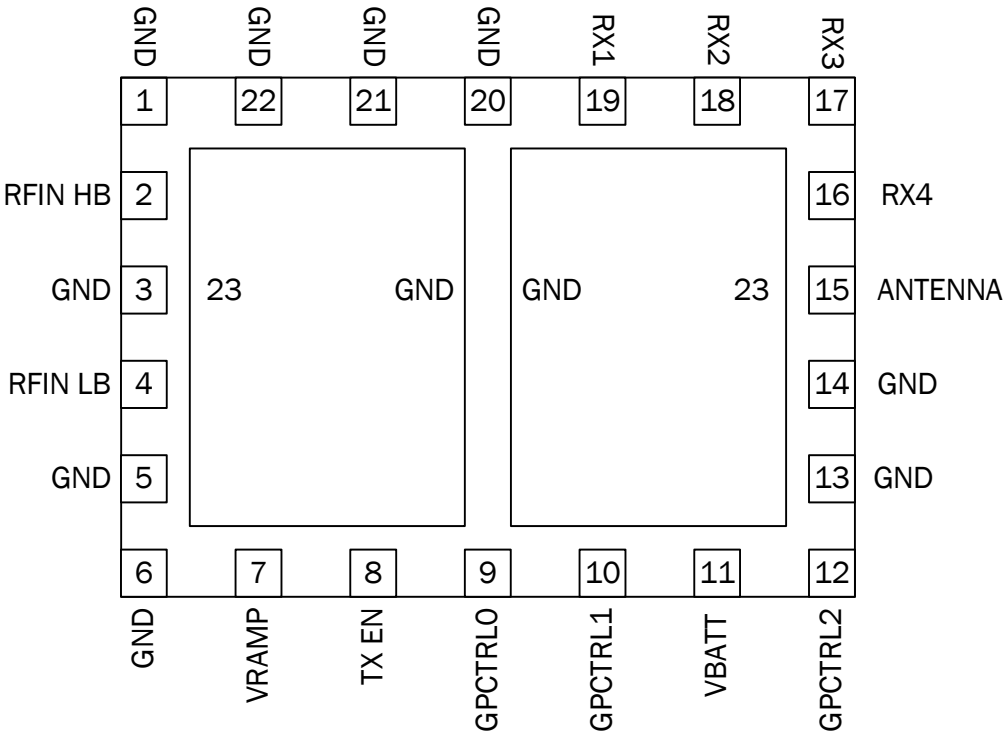 GND GND GND GND RX1 RX2 RX3
1 22 21 20 19 18 17
RFIN HB 2 16 RX4
GND 3 23 GND GND 23 15 ANTENNA
RFIN LB 4 14 GND
GND 5 13 GND
6 7 8 9 10 11 12
GND VRAMP TX EN GPCTRL0 GPCTRL1 VBATT GPCTRL2